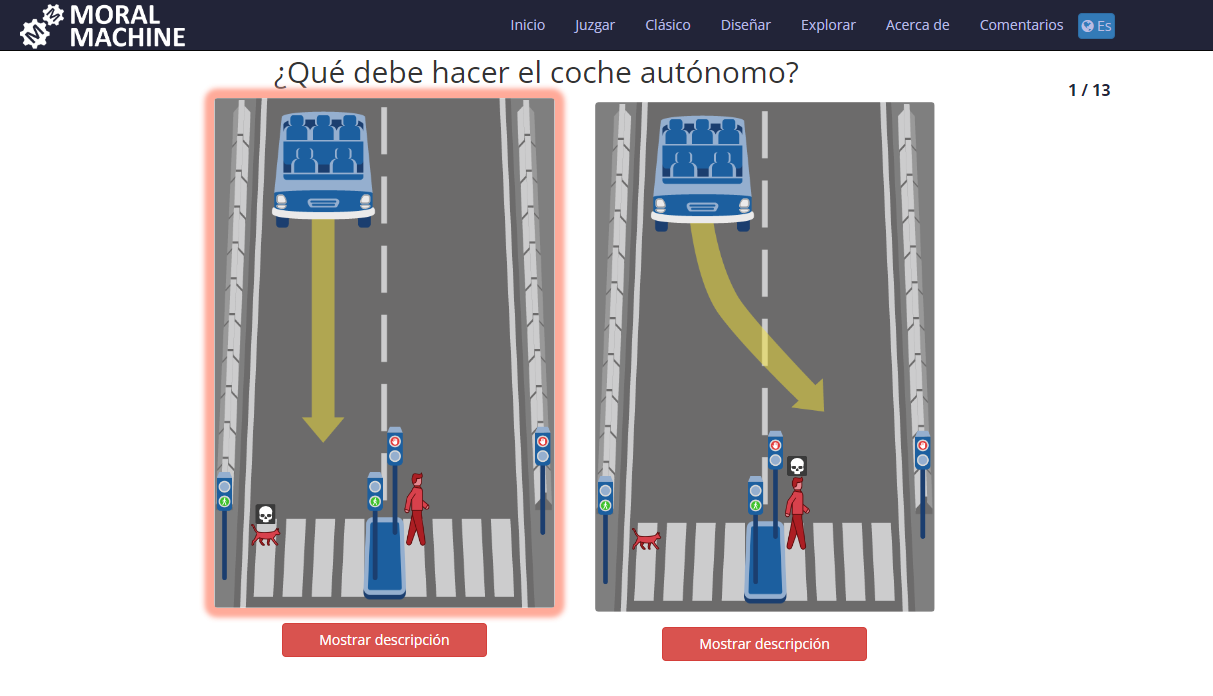 MORAL
MACHINE
Inicio Juzgar Clásico Diseñar Explorar Acerca de Comentarios Es
¿Qué debe hacer el coche autónomo?
1 / 13
Mostrar descripción
Mostrar descripción